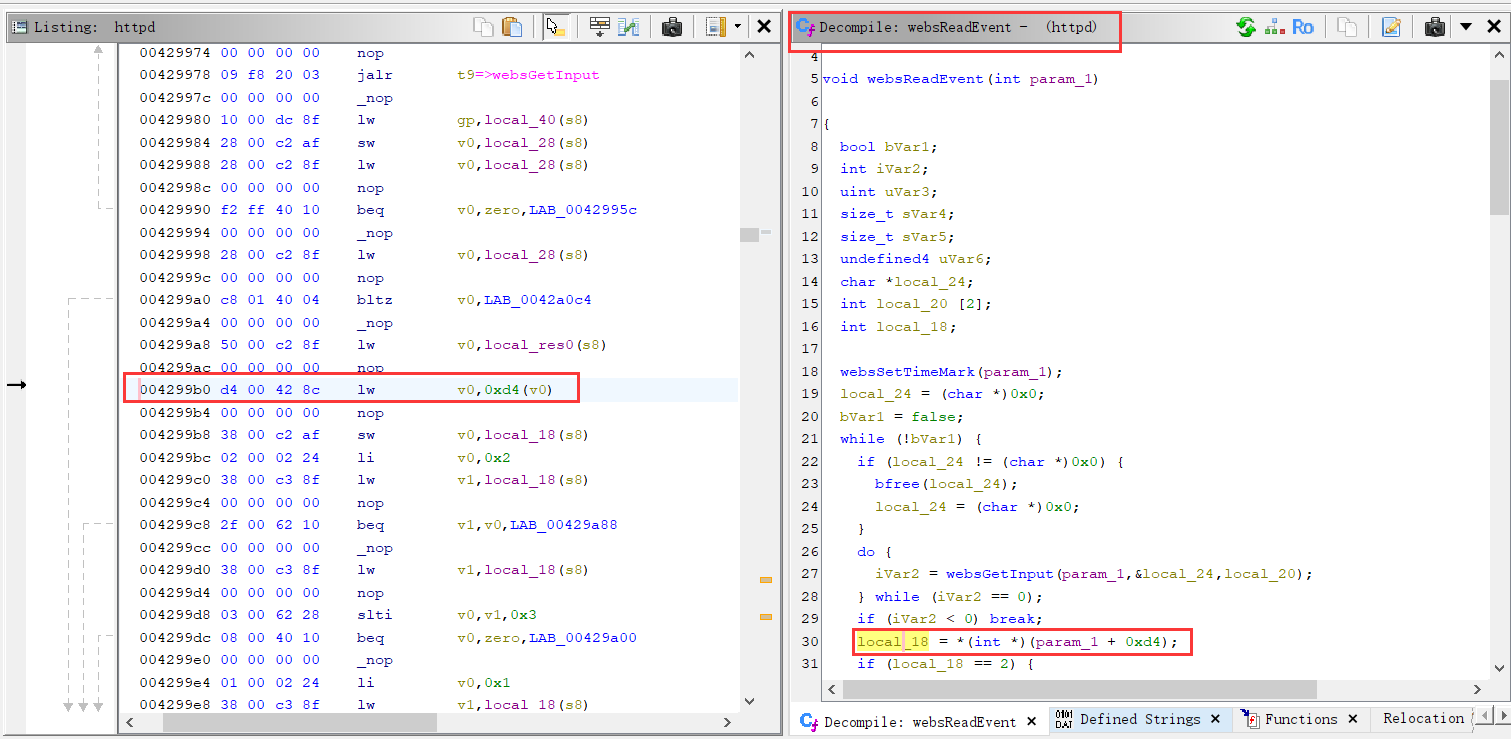 Listing: httpd
00429974 00 00 00 00 nop
00429978 09 f8 20 03 jalr t9=>websGetInput
0042997c 00 00 00 00 _nop
00429980 10 00 dc 8f lw gp,local_40(s8)
00429984 28 00 c2 af sw v0,local_28(s8)
00429988 28 00 c2 8f lw v0,local_28(s8)
0042998c 00 00 00 00 nop
00429990 f2 ff 40 10 beq v0,zero,LAB_0042995c
00429994 00 00 00 00 _nop
00429998 28 00 c2 8f lw v0,local_28(s8)
0042999c 00 00 00 00 nop
004299a0 c8 01 40 04 bltz v0,LAB_0042a0c4
004299a4 00 00 00 00 _nop
004299a8 50 00 c2 8f lw v0,local_res0(s8)
004299ac 00 00 00 00 nop
004299b0 d4 00 42 8c lw v0,0xd4(v0)
004299b4 00 00 00 00 nop
004299b8 38 00 c2 af sw v0,local_18(s8)
004299bc 02 00 02 24 li v0,0x2
004299c0 38 00 c3 8f lw v1,local_18(s8)
004299c4 00 00 00 00 nop
004299c8 2f 00 62 10 beq v1,v0,LAB_00429a88
004299cc 00 00 00 00 _nop
004299d0 38 00 c3 8f lw v1,local_18(s8)
004299d4 00 00 00 00 nop
004299d8 03 00 62 28 slti v0,v1,0x3
004299dc 08 00 40 10 beq v0,zero,LAB_00429a00
004299e0 00 00 00 00 _nop
004299e4 01 00 02 24 li v0,0x1
004299e8 38 00 c3 8f lw v1,local_18(s8)
Decompile: websReadEvent - (httpd)
Ro
4
5 void websReadEvent(int param_1)
6
7 {
8 bool bVar1;
9 int iVar2;
10 uint uVar3;
11 size_t sVar4;
12 size_t sVar5;
13 undefined4 uVar6;
14 char *local_24;
15 int local_20 [2];
16 int local_18;
17
18 websSetTimeMark(param_1);
19 local_24 = (char *)0x0;
20 bVar1 = false;
21 while (!bVar1) {
22 if (local_24 != (char *)0x0) {
23 bfree(local_24);
24 local_24 = (char *)0x0;
25 }
26 do {
27 iVar2 = websGetInput(param_1,&local_24,local_20);
28 } while (iVar2 == 0);
29 if (iVar2 < 0) break;
30 local_18 = *(int *)(param_1 + 0xd4);
31 if (local_18 == 2) {
Decompile: websReadEvent
Defined Strings
Functions
Relocation